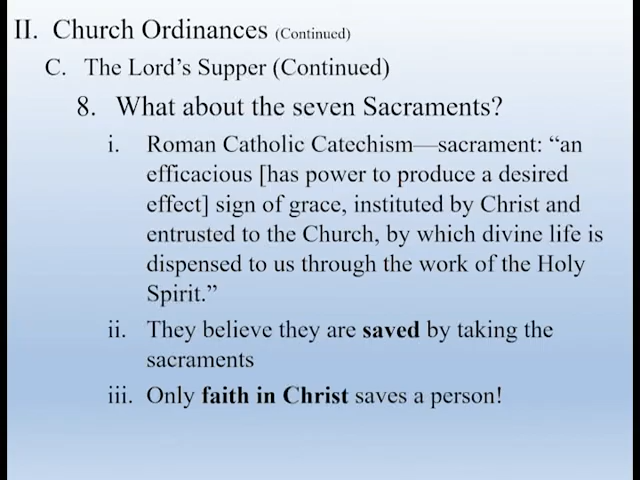 II. Church Ordinances (Continued)
C. The Lord's Supper (Continued)
8. What about the seven Sacraments?
i. Roman Catholic Catechism—sacrament: “an
efficacious [has power to produce a desired
effect] sign of grace, instituted by Christ and
entrusted to the Church, by which divine life is
dispensed to us through the work of the Holy
Spirit.”
ii. They believe they are saved by taking the
sacraments
iii. Only faith in Christ saves a person!